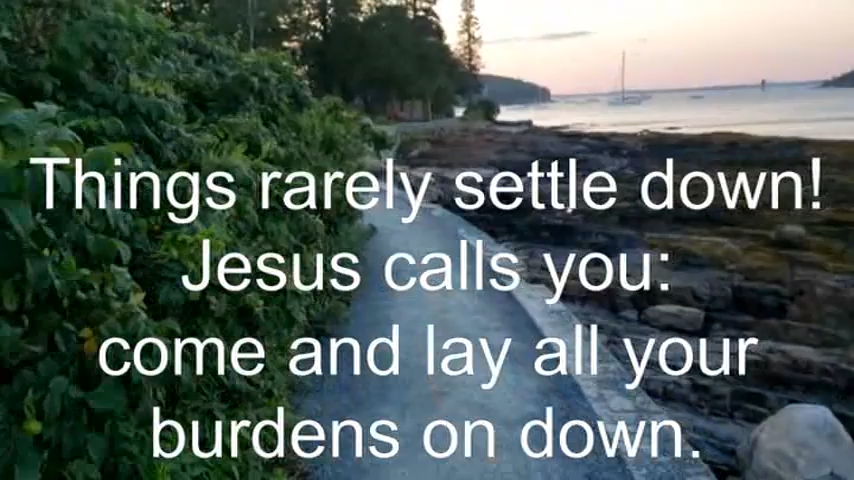 Things rarely settle down!
Jesus calls you:
come and lay all your
burdens on down.